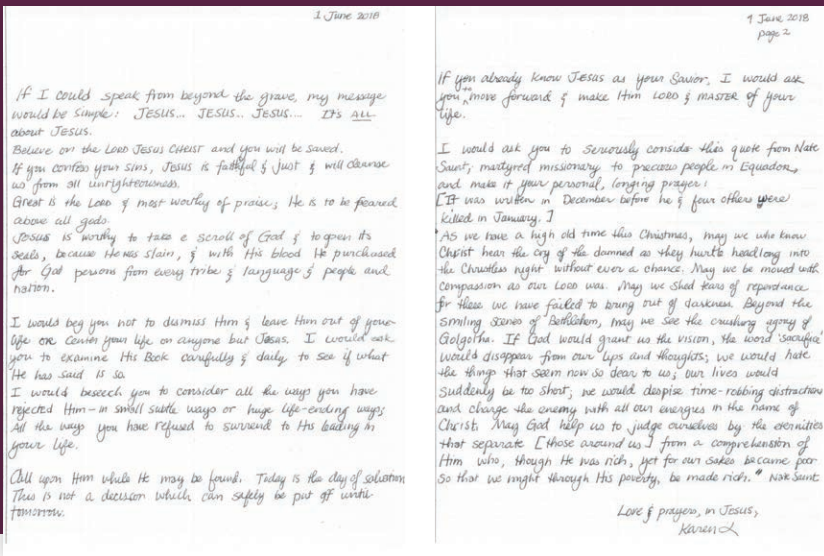 1 June 2018
If I could speak from beyond the grave, my message
would be simple: JESUS... JESUS... JESUS.... It's ALL
about JESUS.
Believe on the LORD JESUS CHRIST and you will be saved.
If you confess your sins, Jesus is faithful & just & will cleanse
us from all unrighteousness.
Great is the LORD & most worthy of praise; He is to be feared
above all gods.
Jesus is worthy to take a scroll of God & to open its
seals, because He was slain, & with His blood He purchased
for God persons from every tribe & language & people and
nation.
I would beg you not to dismiss Him & leave Him out of your
life OR center your life on anyone but Jesus. I would ask
you to examine His Book carefully & daily to see if what
He has said is so.
I would beseech you to consider all the ways you have
rejected Him - in small subtle ways or huge life-ending ways;
All the ways you have refused to surrend to His leading in
your life.
Call upon Him while He may be found. Today is the day of salvation
This is not a decision which can safely be put off until
tomorrow.
1 June 2018
page 2
If you already know JESUS as your Savior, I would ask
you to move forward & make Him LORD & MASTER of your
life.
I would ask you to seriously consider this quote from Nate
Saint, martyred missionary to precious people in Equador,
and make it your personal, longing prayer:
[It was written in December before he & four others were
killed in January.]
"As we have a high old time this Christmas, may we who know
Christ hear the cry of the damned as they hurtle headlong into
the Christless night without ever a chance. May we be moved with
compassion as our LORD was. May we shed tears of repentance
for these we have failed to bring out of darkness. Beyond the
smiling scenes of Bethlehem, may we see the crushing agony of
Golgotha. If God would grant us the vision, the word 'sacrifice'
would disappear from our lips and thoughts; we would hate
the things that seem now so dear to us; our lives would
suddenly be too short; we would despise time-robbing distraction
and charge the enemy with all our energies in the name of
Christ. May God help us to judge ourselves by the eternities
that separate [those around us] from a comprehension of
Him who, though He was rich, yet for our sakes became poor
so that we might through His poverty, be made rich." Nate Saint
Love & prayers, in Jesus,
Karen